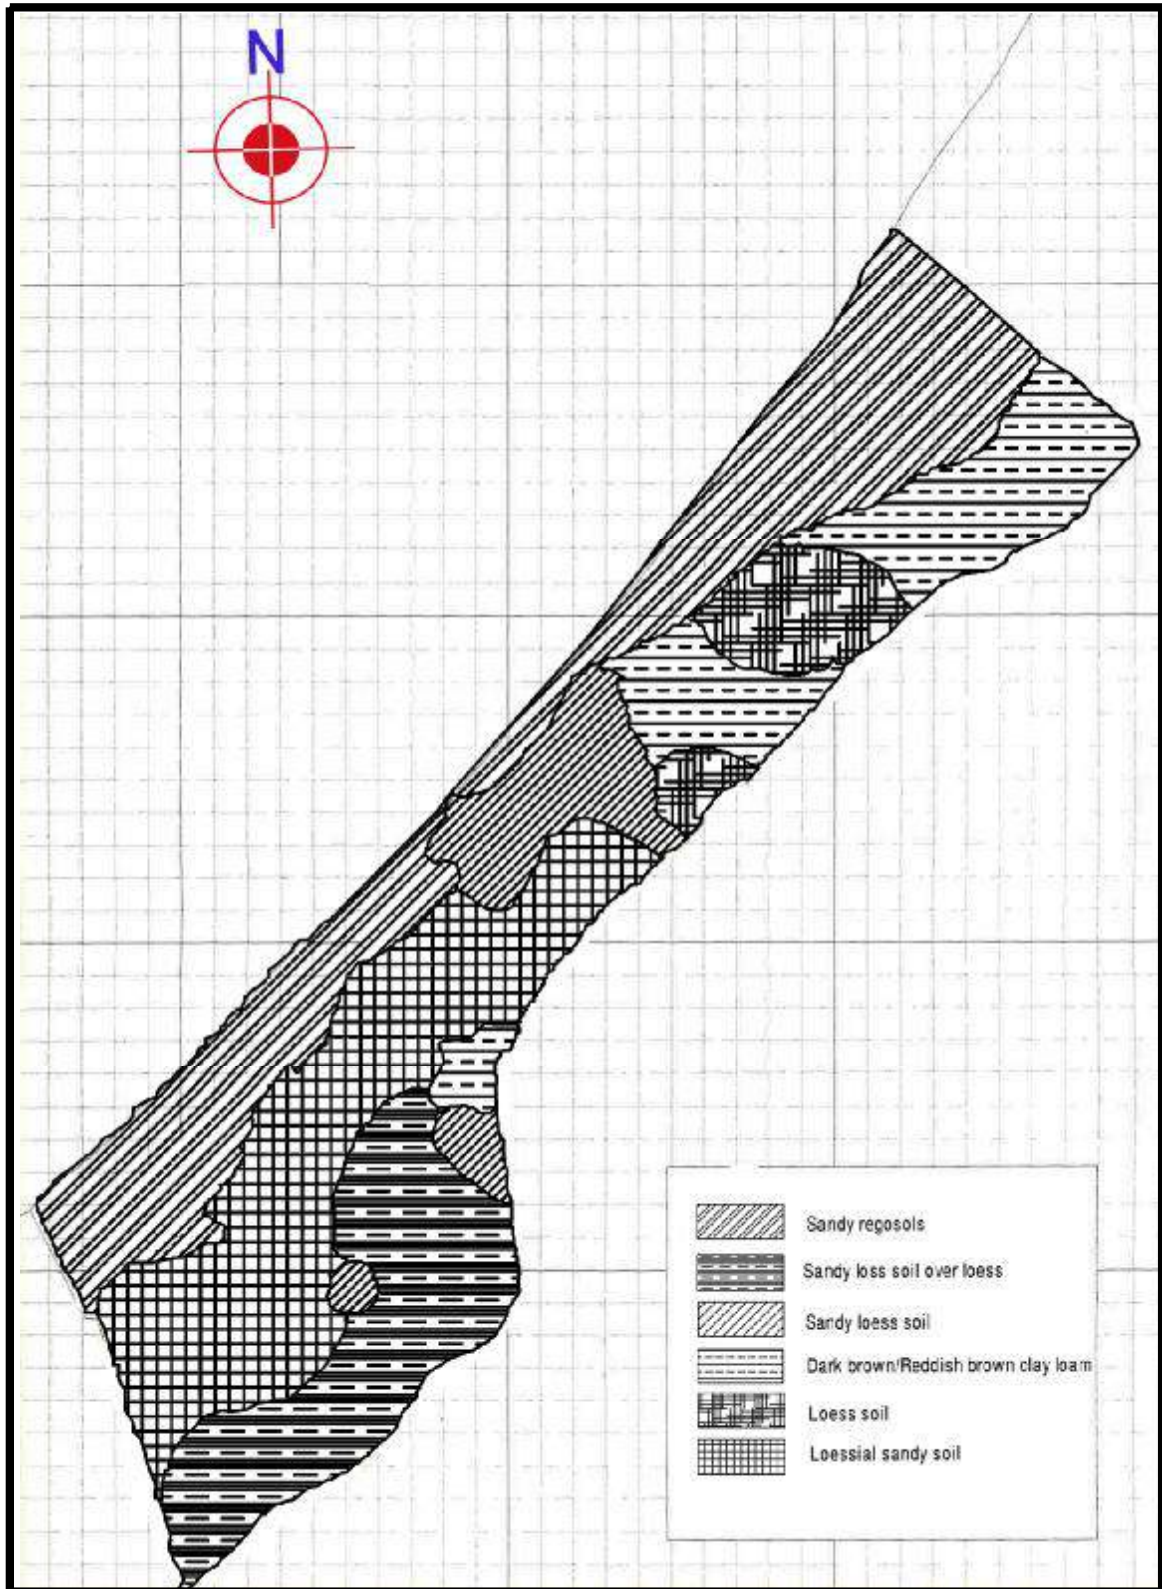 N
Sandy regosols
Sandy loss soil over loess
Sandy loess soil
Dark brown/Reddish brown clay loam
Loess soil
Loessial sandy soil